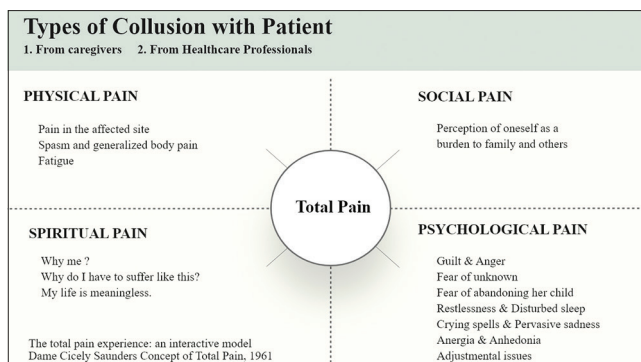 Types of Collusion with Patient
1. From caregivers 2. From Healthcare Professionals
PHYSICAL PAIN
Pain in the affected site
Spasm and generalized body pain
Fatigue
SOCIAL PAIN
Perception of oneself as a
burden to family and others
Total Pain
SPIRITUAL PAIN
Why me ?
Why do I have to suffer like this?
My life is meaningless.
The total pain experience: an interactive model
Dame Cicely Saunders Concept of Total Pain, 1961
PSYCHOLOGICAL PAIN
Guilt & Anger
Fear of unknown
Fear of abandoning her child
Restlessness & Disturbed sleep
Crying spells & Pervasive sadness
Anergia & Anhedonia
Adjustmental issues